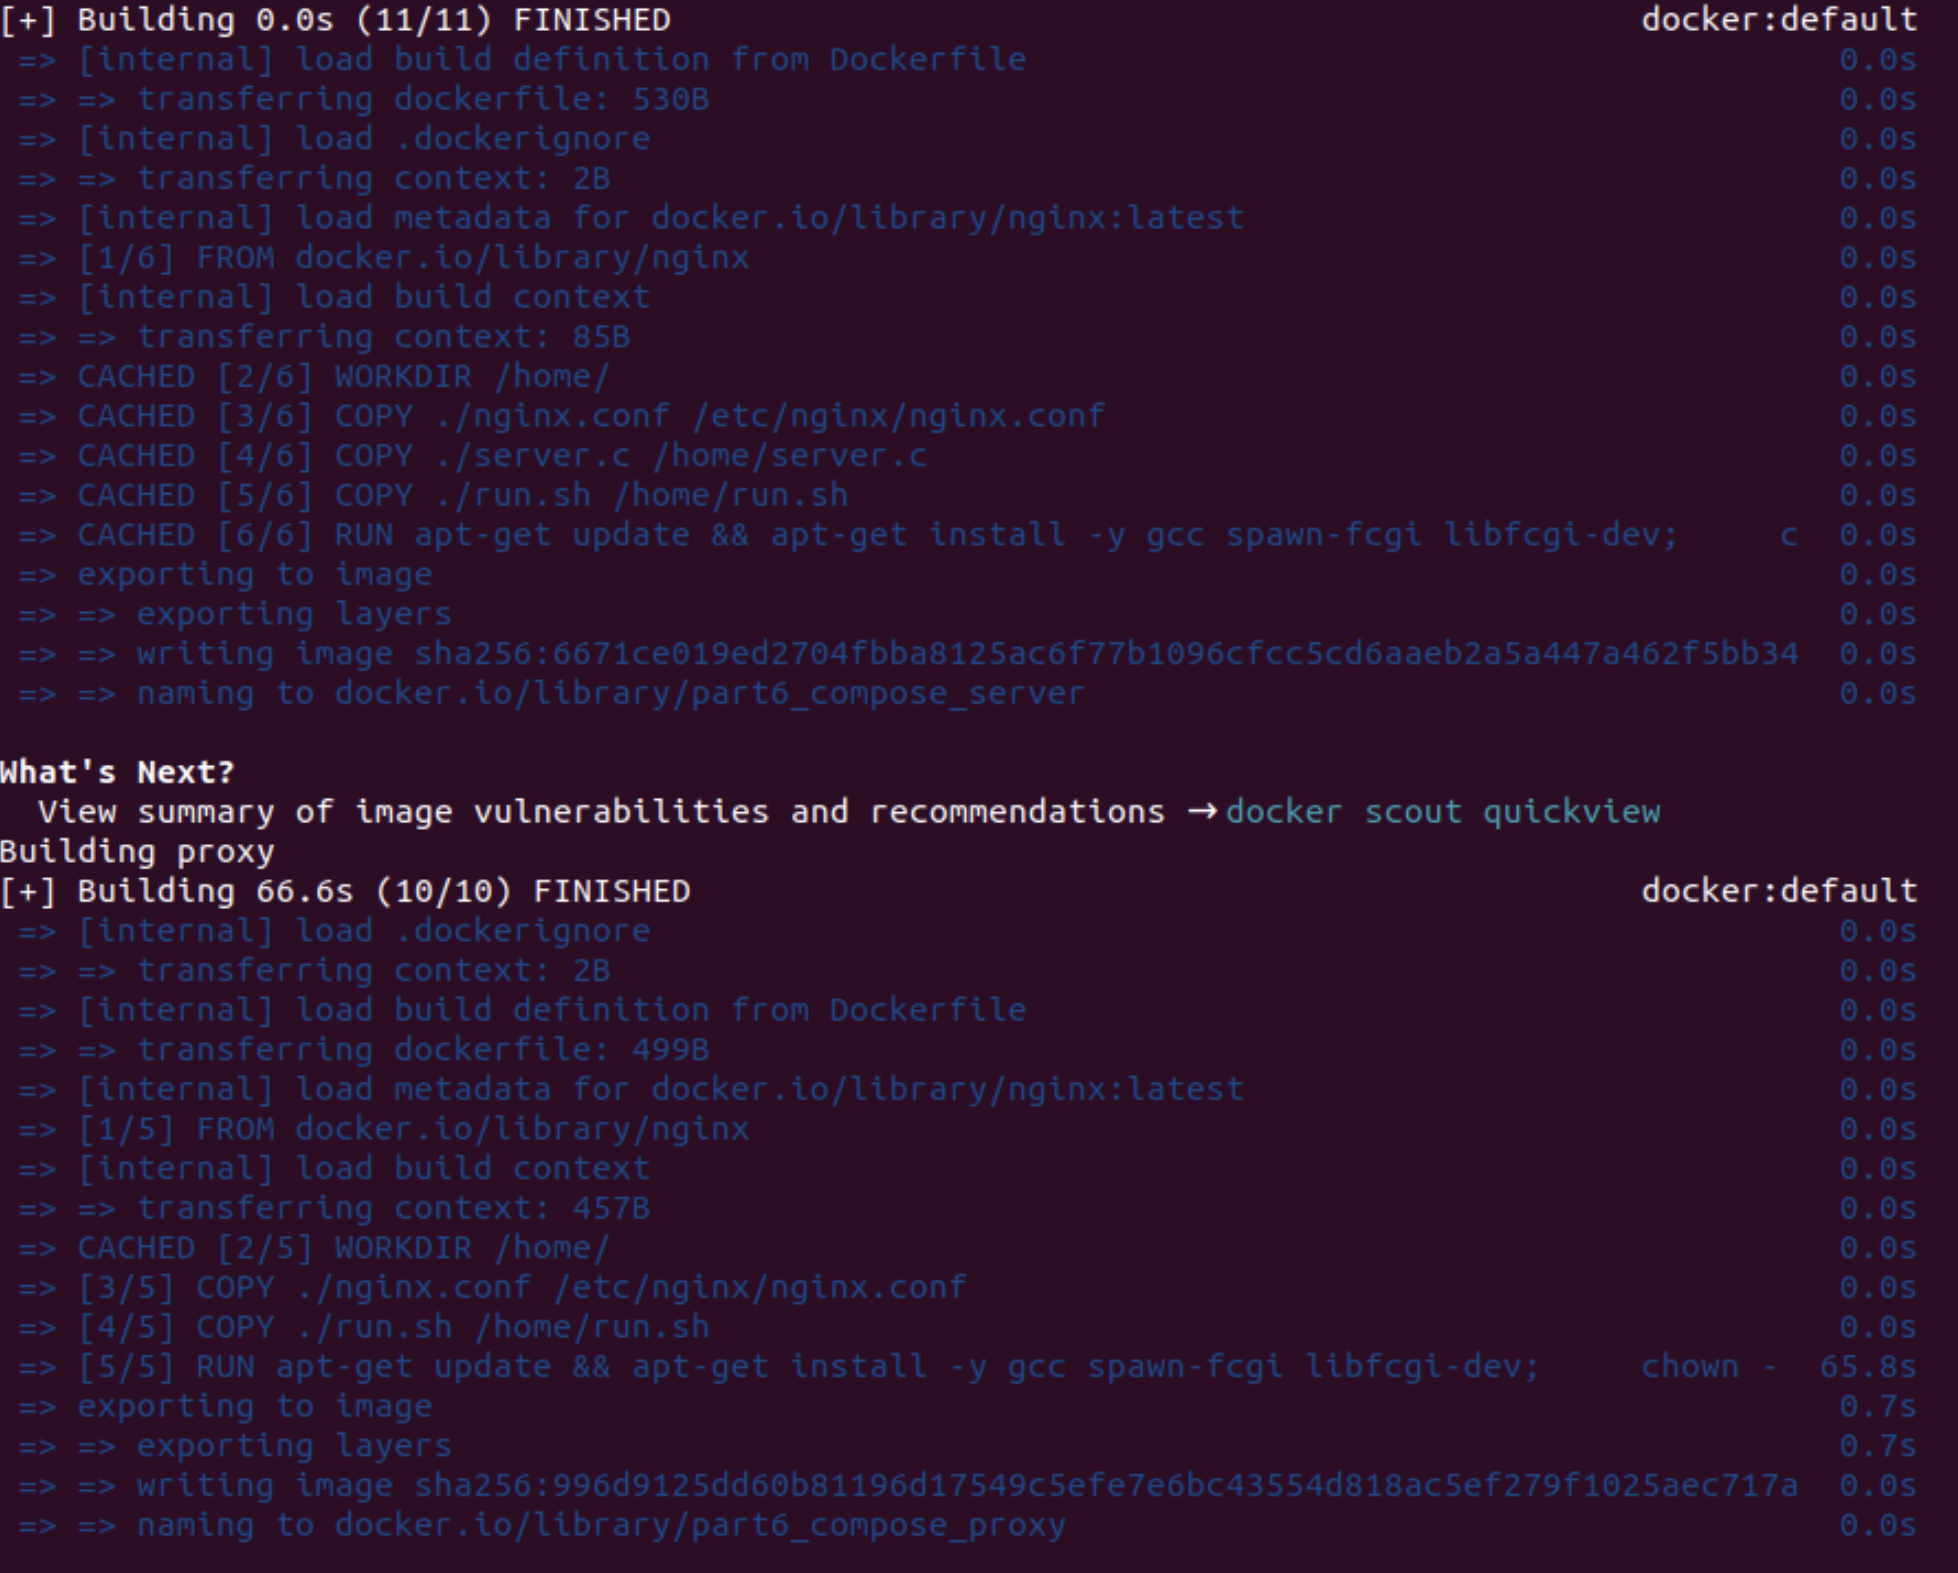 [+] Building 0.0s (11/11) FINISHED docker:default
=> [internal] load build definition from Dockerfile 0.0s
=> => transferring dockerfile: 530B 0.0s
=> [internal] load .dockerignore 0.0s
=> => transferring context: 2B 0.0s
=> [internal] load metadata for docker.io/library/nginx:latest 0.0s
=> [1/6] FROM docker.io/library/nginx 0.0s
=> [internal] load build context 0.0s
=> => transferring context: 85B 0.0s
=> CACHED [2/6] WORKDIR /home/ 0.0s
=> CACHED [3/6] COPY ./nginx.conf /etc/nginx/nginx.conf 0.0s
=> CACHED [4/6] COPY ./server.c /home/server.c 0.0s
=> CACHED [5/6] COPY ./run.sh /home/run.sh 0.0s
=> CACHED [6/6] RUN apt-get update && apt-get install -y gcc spawn-fcgi libfcgi-dev; c 0.0s
=> exporting to image 0.0s
=> => exporting layers 0.0s
=> => writing image sha256:6671ce019ed2704fbba8125ac6f77b1096cfcc5cd6aaeb2a5a447a462f5bb34 0.0s
=> => naming to docker.io/library/part6_compose_server 0.0s
What's Next?
View summary of image vulnerabilities and recommendations → docker scout quickview
Building proxy
[+] Building 66.6s (10/10) FINISHED docker:default
=> [internal] load .dockerignore 0.0s
=> => transferring context: 2B 0.0s
=> [internal] load build definition from Dockerfile 0.0s
=> => transferring dockerfile: 499B 0.0s
=> [internal] load metadata for docker.io/library/nginx:latest 0.0s
=> [1/5] FROM docker.io/library/nginx 0.0s
=> [internal] load build context 0.0s
=> => transferring context: 457B 0.0s
=> CACHED [2/5] WORKDIR /home/ 0.0s
=> [3/5] COPY ./nginx.conf /etc/nginx/nginx.conf 0.0s
=> [4/5] COPY ./run.sh /home/run.sh 0.0s
=> [5/5] RUN apt-get update && apt-get install -y gcc spawn-fcgi libfcgi-dev; chown - 65.8s
=> exporting to image 0.7s
=> => exporting layers 0.7s
=> => writing image sha256:996d9125dd60b81196d17549c5efe7e6bc43554d818ac5ef279f1025aec717a 0.0s
=> => naming to docker.io/library/part6_compose_proxy 0.0s